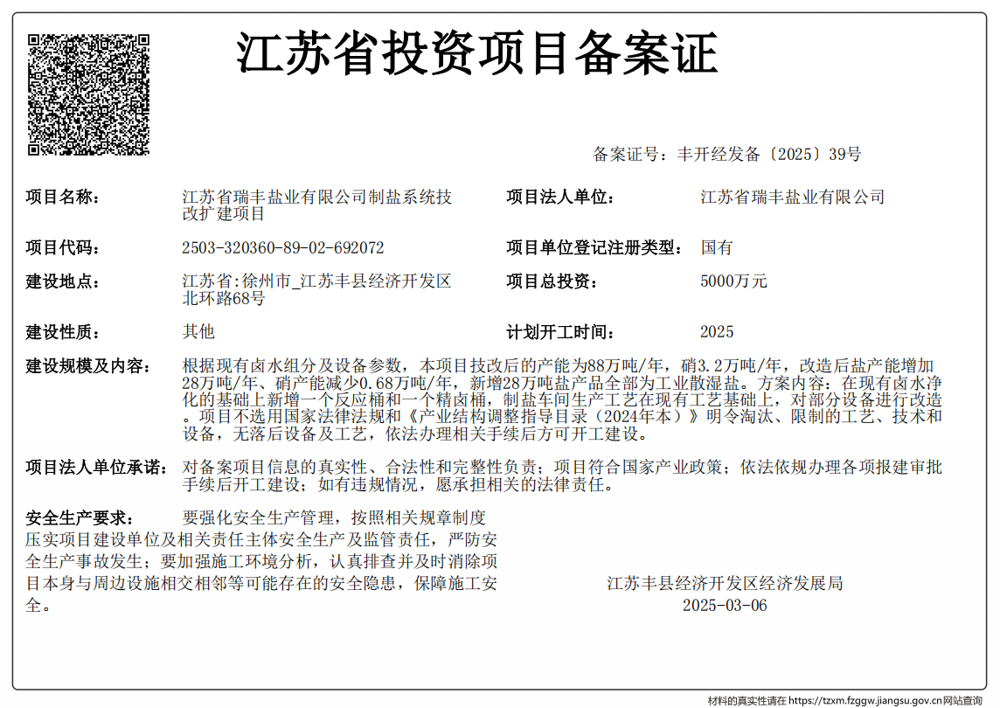 江苏省投资项目备案证
备案证号：丰开经发备〔2025〕39号
项目名称： 江苏省瑞丰盐业有限公司制盐系统技改扩建项目 项目法人单位： 江苏省瑞丰盐业有限公司
项目代码： 2503-320360-89-02-692072 项目单位登记注册类型： 国有
建设地点： 江苏省:徐州市_江苏丰县经济开发区北环路68号 项目总投资： 5000万元
建设性质： 其他 计划开工时间： 2025
建设规模及内容： 根据现有卤水组分及设备参数，本项目技改后的产能为88万吨/年，硝3.2万吨/年，改造后盐产能增加
28万吨/年、硝产能减少0.68万吨/年，新增28万吨盐产品全部为工业散湿盐。方案内容：在现有卤水净
化的基础上新增一个反应桶和一个精卤桶，制盐车间生产工艺在现有工艺基础上，对部分设备进行改造
。项目不选用国家法律法规和《产业结构调整指导目录（2024年本）》明令淘汰、限制的工艺、技术和
设备，无落后设备及工艺，依法办理相关手续后方可开工建设。
项目法人单位承诺： 对备案项目信息的真实性、合法性和完整性负责；项目符合国家产业政策；依法依规办理各项报建审批
手续后开工建设；如有违规情况，愿承担相关的法律责任。
安全生产要求： 要强化安全生产管理，按照相关规章制度
压实项目建设单位及相关责任主体安全生产及监管责任，严防安
全生产事故发生；要加强施工环境分析，认真排查并及时消除项
目本身与周边设施相交相邻等可能存在的安全隐患，保障施工安
全。
江苏丰县经济开发区经济发展局
2025-03-06
材料的真实性请在 https://tzxm.fzggw.jiangsu.gov.cn 网站查询